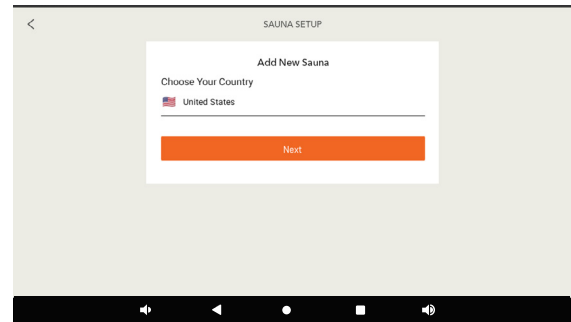 SAUNA SETUP
Add New Sauna
Choose Your Country
United States
Next